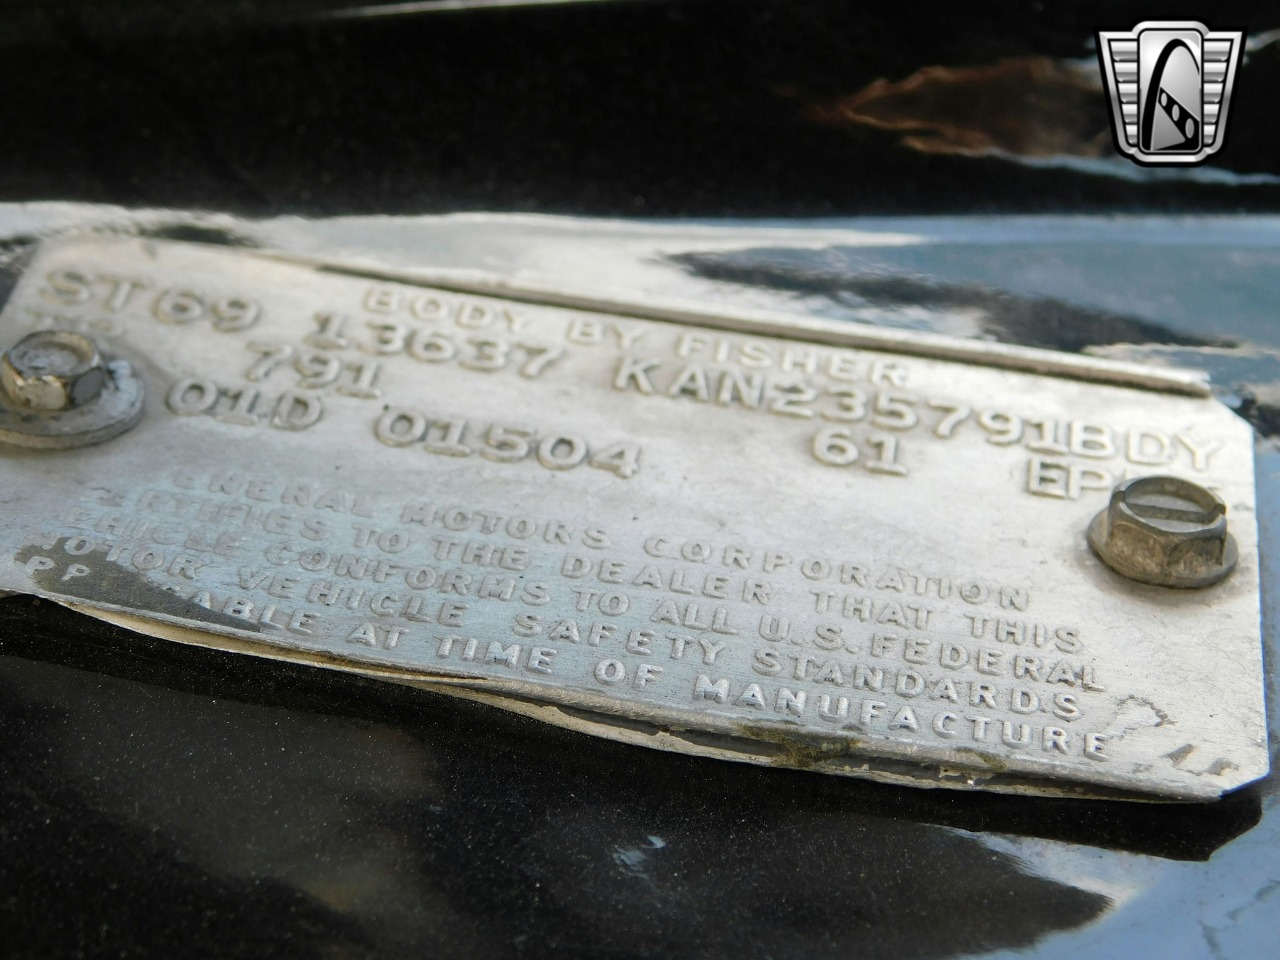 BODY BY FISHER
ST69 13637 KAN235791BDY
791 61 EP
01D 01504
GENERAL MOTORS CORPORATION
CERTIFIES TO THE DEALER THAT THIS
VEHICLE CONFORMS TO ALL U.S. FEDERAL
MOTOR VEHICLE SAFETY STANDARDS
APPLICABLE AT TIME OF MANUFACTURE